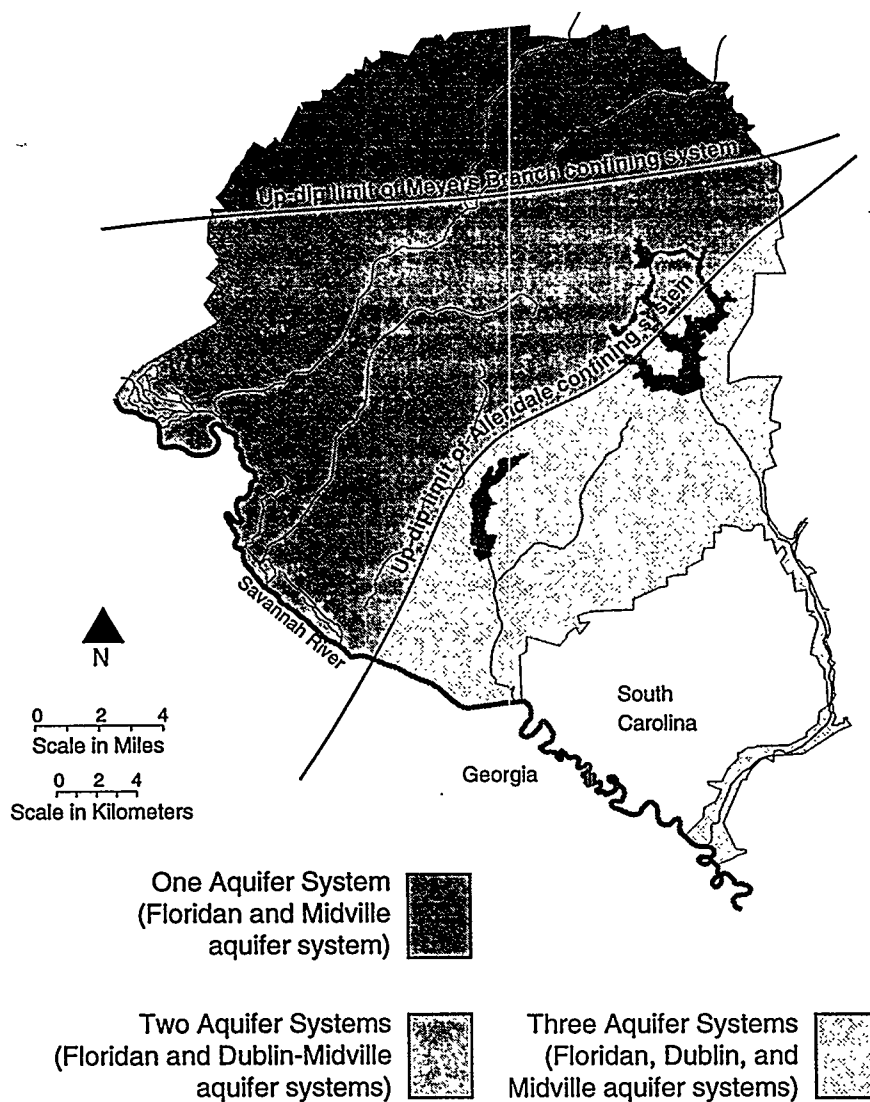 Up-dip limit of Meyers Branch confining system
Up-dip limit of Allendale confining system
Savannah River
N
0 2 4
Scale in Miles
0 2 4
Scale in Kilometers
South
Carolina
Georgia
One Aquifer System
(Floridan and Midville
aquifer system)
Two Aquifer Systems
(Floridan and Dublin-Midville
aquifer systems)
Three Aquifer Systems
(Floridan, Dublin, and
Midville aquifer systems)